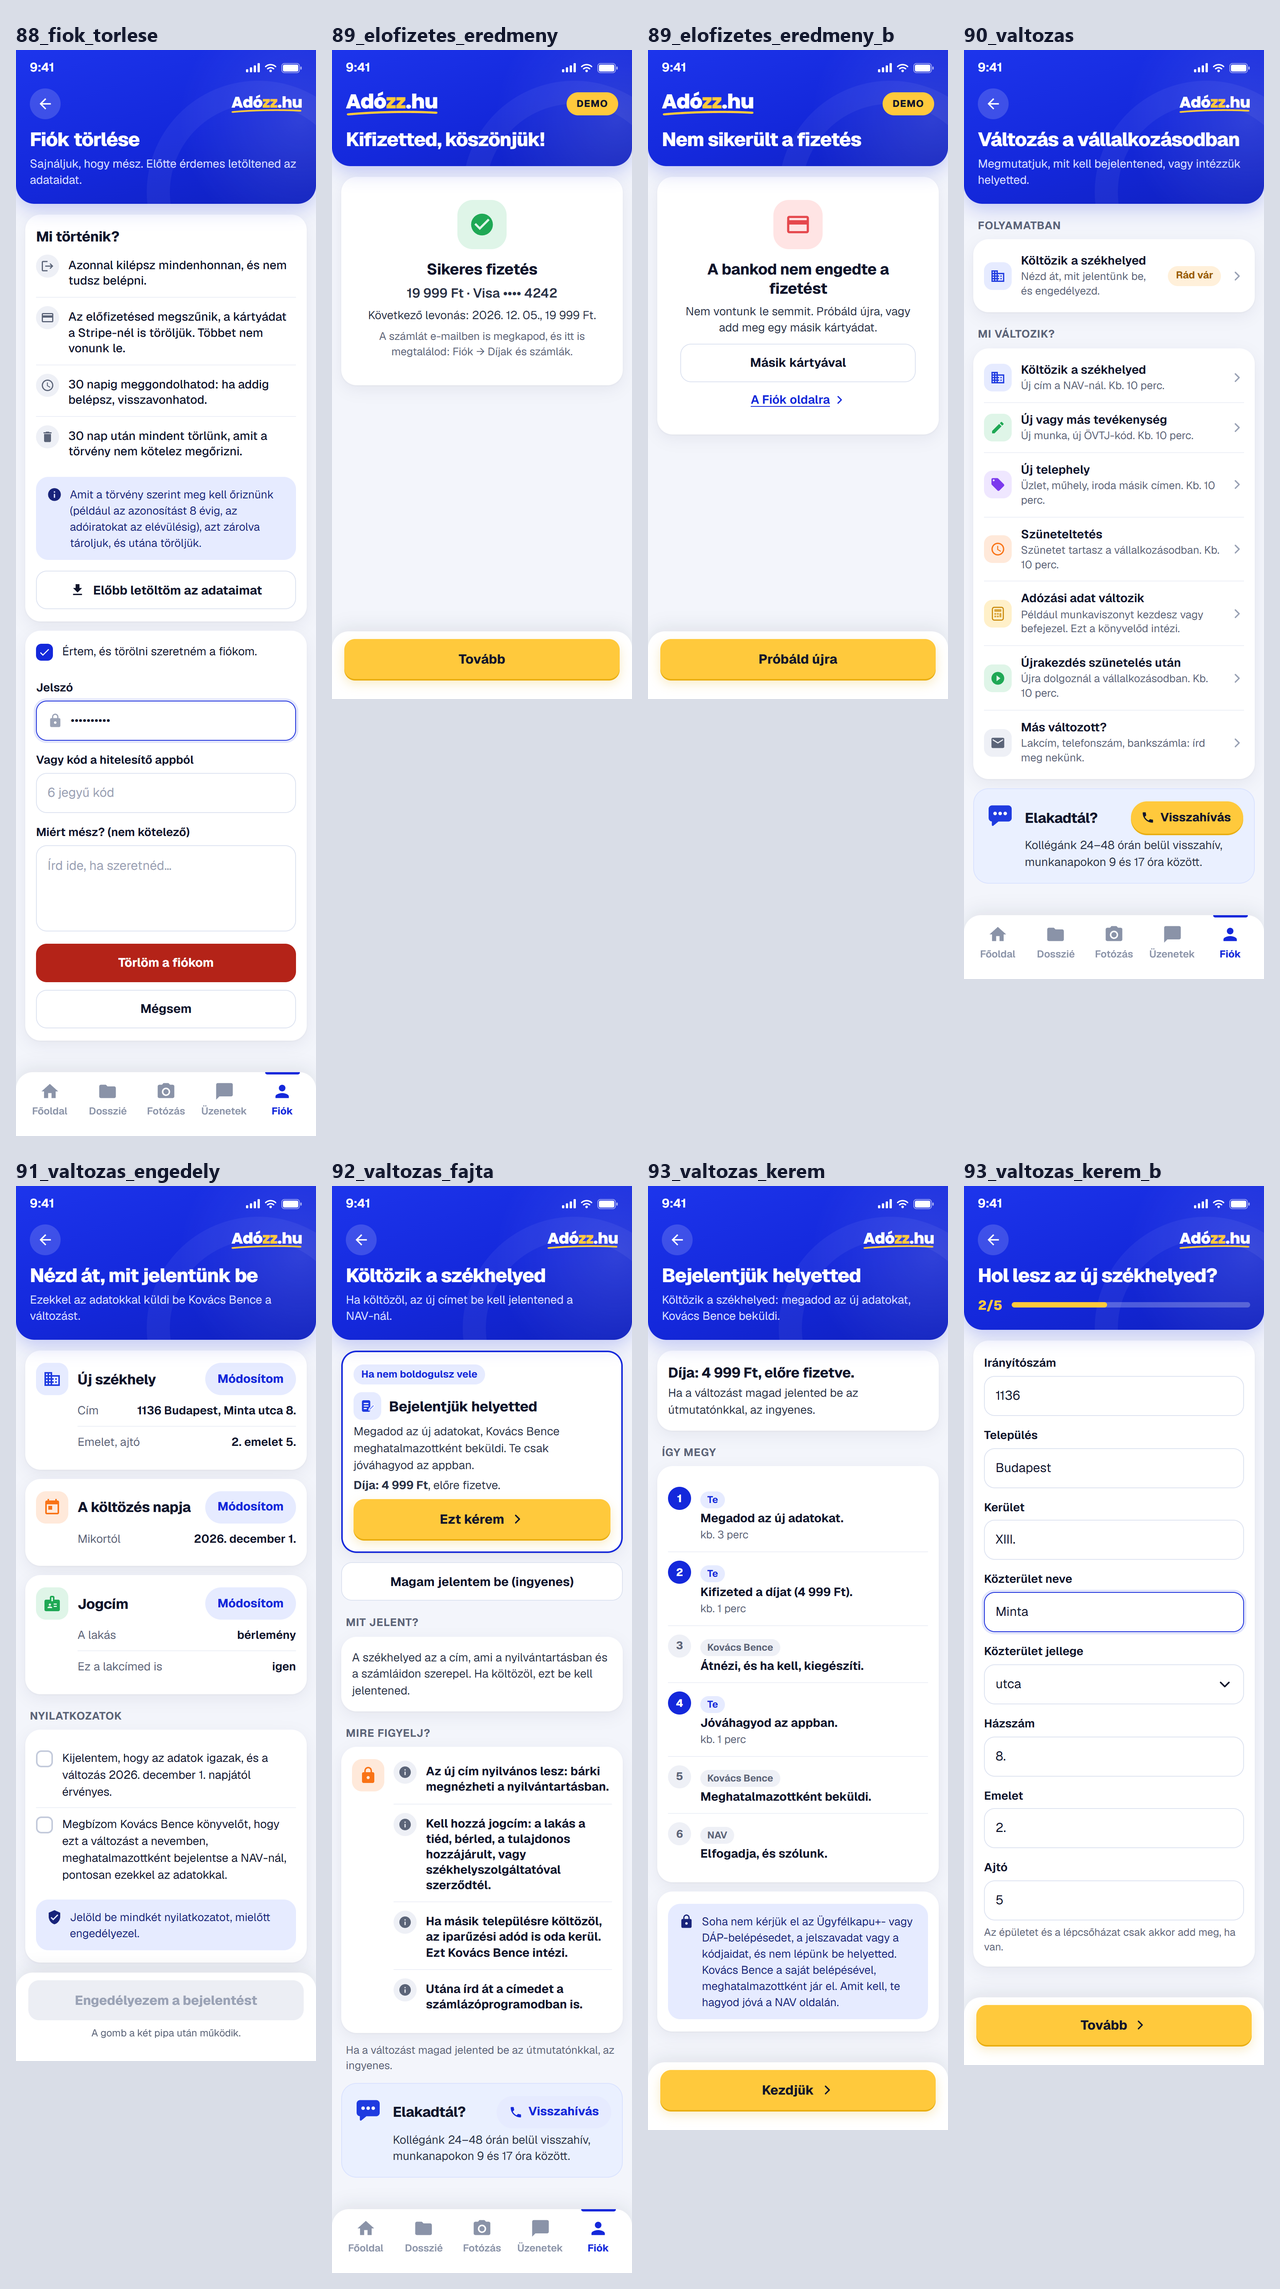 88_fiok_torlese
9:41
Adózz.hu
Fiók törlése
Sajnáljuk, hogy mész. Előtte érdemes letöltened az
adataidat.
Mi történik?
Azonnal kilépsz mindenhonnan, és nem
tudsz belépni.
Az előfizetésed megszűnik, a kártyádat
a Stripe-nél is töröljük. Többet nem
vonunk le.
30 napig meggondolhatod: ha addig
belépsz, visszavonhatod.
30 nap után mindent törlünk, amit a
törvény nem kötelez megőrizni.
Amit a törvény szerint meg kell őriznünk
(például az azonosítást 8 évig, az
adóiratokat az elévülésig), azt zárolva
tároljuk, és utána töröljük.
Előbb letöltöm az adataimat
Értem, és törölni szeretném a fiókom.
Jelszó
••••••••••
Vagy kód a hitelesítő appból
6 jegyű kód
Miért mész? (nem kötelező)
Írd ide, ha szeretnéd...
Törlöm a fiókom
Mégsem
Főoldal
Dosszié
Fotózás
Üzenetek
Fiók
89_elofizetes_eredmeny
9:41
Adózz.hu
DEMO
Kifizetted, köszönjük!
Sikeres fizetés
19 999 Ft · Visa •••• 4242
Következő levonás: 2026. 12. 05., 19 999 Ft.
A számlát e-mailben is megkapod, és itt is
megtalálod: Fiók → Díjak és számlák.
Tovább
89_elofizetes_eredmeny_b
9:41
Adózz.hu
DEMO
Nem sikerült a fizetés
A bankod nem engedte a
fizetést
Nem vontunk le semmit. Próbáld újra, vagy
add meg egy másik kártyádat.
Másik kártyával
A Fiók oldalra
Próbáld újra
90_valtozas
9:41
Adózz.hu
Változás a vállalkozásodban
Megmutatjuk, mit kell bejelentened, vagy intézzük
helyetted.
FOLYAMATBAN
Költözik a székhelyed
Nézd át, mit jelentünk be,
és engedélyezd.
Rád vár
MI VÁLTOZIK?
Költözik a székhelyed
Új cím a NAV-nál. Kb. 10 perc.
Új vagy más tevékenység
Új munka, új ÖVTJ-kód. Kb. 10 perc.
Új telephely
Üzlet, műhely, iroda másik címen. Kb. 10
perc.
Szüneteltetés
Szünetet tartasz a vállalkozásodban. Kb.
10 perc.
Adózási adat változik
Például munkaviszonyt kezdesz vagy
befejezel. Ezt a könyvelőd intézi.
Újrakezdés szünetelés után
Újra dolgoznál a vállalkozásodban. Kb.
10 perc.
Más változott?
Lakcím, telefonszám, bankszámla: írd
meg nekünk.
Elakadtál?
Visszahívás
Kollégánk 24–48 órán belül visszahív,
munkanapokon 9 és 17 óra között.
Főoldal
Dosszié
Fotózás
Üzenetek
Fiók
91_valtozas_engedely
9:41
Adózz.hu
Nézd át, mit jelentünk be
Ezekkel az adatokkal küldi be Kovács Bence a
változást.
Új székhely
Módosítom
Cím
1136 Budapest, Minta utca 8.
Emelet, ajtó
2. emelet 5.
A költözés napja
Módosítom
Mikortól
2026. december 1.
Jogcím
Módosítom
A lakás
bérlemény
Ez a lakcímed is
igen
NYILATKOZATOK
Kijelentem, hogy az adatok igazak, és a
változás 2026. december 1. napjától
érvényes.
Megbízom Kovács Bence könyvelőt, hogy
ezt a változást a nevemben,
meghatalmazottként bejelentse a NAV-nál,
pontosan ezekkel az adatokkal.
Jelöld be mindkét nyilatkozatot, mielőtt
engedélyezel.
Engedélyezem a bejelentést
A gomb a két pipa után működik.
92_valtozas_fajta
9:41
Adózz.hu
Költözik a székhelyed
Ha költözöl, az új címet be kell jelentened a
NAV-nál.
Ha nem boldogulsz vele
Bejelentjük helyetted
Megadod az új adatokat, Kovács Bence
meghatalmazottként beküldi. Te csak
jóváhagyod az appban.
Díja: 4 999 Ft, előre fizetve.
Ezt kérem
Magam jelentem be (ingyenes)
MIT JELENT?
A székhelyed az a cím, ami a nyilvántartásban és
a számláidon szerepel. Ha költözöl, ezt be kell
jelentened.
MIRE FIGYELJ?
Az új cím nyilvános lesz: bárki
megnézheti a nyilvántartásban.
Kell hozzá jogcím: a lakás a
tiéd, bérled, a tulajdonos
hozzájárult, vagy
székhelyszolgáltatóval
szerződtél.
Ha másik településre költözöl,
az iparűzési adód is oda kerül.
Ezt Kovács Bence intézi.
Utána írd át a címedet a
számlázóprogramodban is.
Ha a változást magad jelented be az útmutatónkkal, az
ingyenes.
Elakadtál?
Visszahívás
Kollégánk 24–48 órán belül visszahív,
munkanapokon 9 és 17 óra között.
Főoldal
Dosszié
Fotózás
Üzenetek
Fiók
93_valtozas_kerem
9:41
Adózz.hu
Bejelentjük helyetted
Költözik a székhelyed: megadod az új adatokat,
Kovács Bence beküldi.
Díja: 4 999 Ft, előre fizetve.
Ha a változást magad jelented be az
útmutatónkkal, az ingyenes.
ÍGY MEGY
1
Te
Megadod az új adatokat.
kb. 3 perc
2
Te
Kifizeted a díjat (4 999 Ft).
kb. 1 perc
3
Kovács Bence
Átnézi, és ha kell, kiegészíti.
4
Te
Jóváhagyod az appban.
kb. 1 perc
5
Kovács Bence
Meghatalmazottként beküldi.
6
NAV
Elfogadja, és szólunk.
Soha nem kérjük el az Ügyfélkapu+- vagy
DÁP-belépésedet, a jelszavadat vagy a
kódjaidat, és nem lépünk be helyetted.
Kovács Bence a saját belépésével,
meghatalmazottként jár el. Amit kell, te
hagyod jóvá a NAV oldalán.
Kezdjük
93_valtozas_kerem_b
9:41
Adózz.hu
Hol lesz az új székhelyed?
2/5
Irányítószám
1136
Település
Budapest
Kerület
XIII.
Közterület neve
Minta
Közterület jellege
utca
Házszám
8.
Emelet
2.
Ajtó
5
Az épületet és a lépcsőházat csak akkor add meg, ha
van.
Tovább